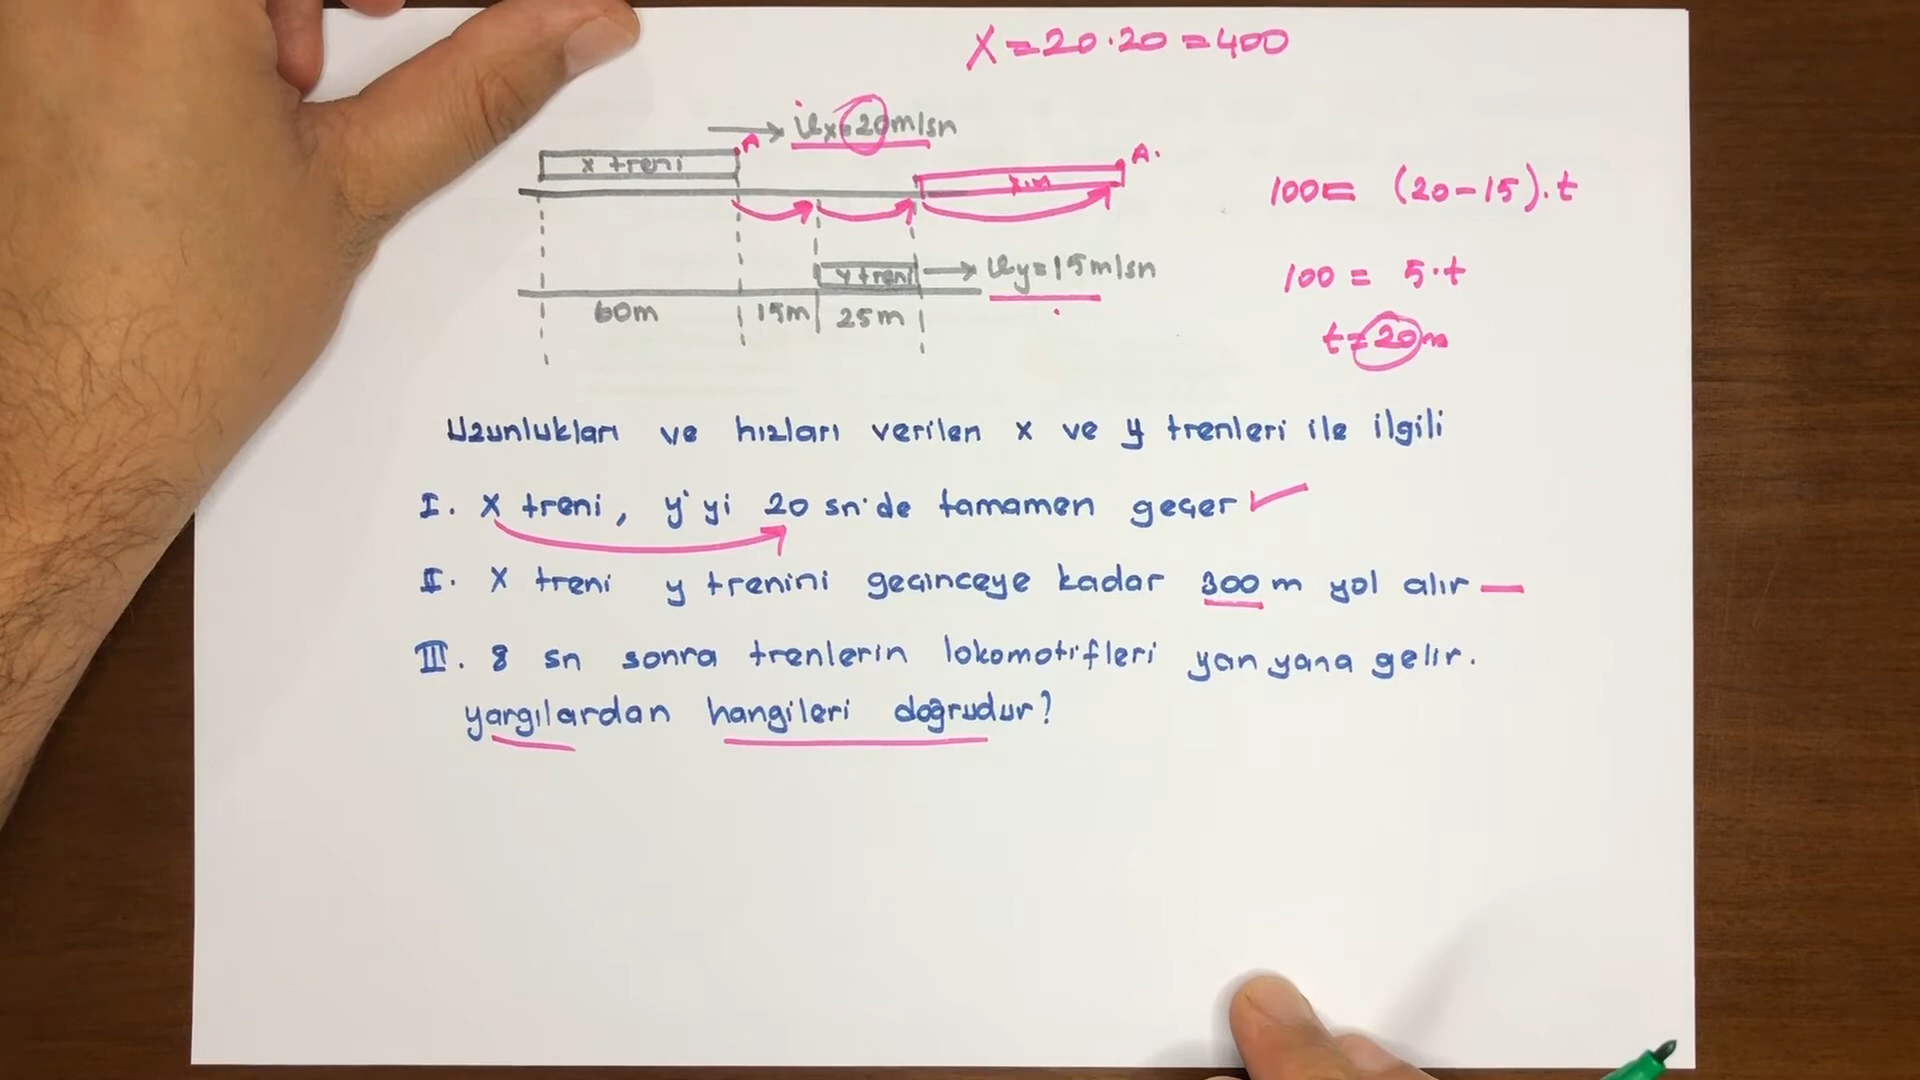 X = 20·20 = 400
ϑx=20m/sn
x treni
A
A.
100 = (20-15).t
y treni
ϑy=15m/sn
100 = 5.t
60m 15m 25m
t=20m
Uzunlukları ve hızları verilen x ve y trenleri ile ilgili
I. X treni, y'yi 20 sn'de tamamen geçer
II. X treni y trenini geçinceye kadar 300 m yol alır
III. 8 sn sonra trenlerin lokomotifleri yan yana gelir.
yargılardan hangileri doğrudur?